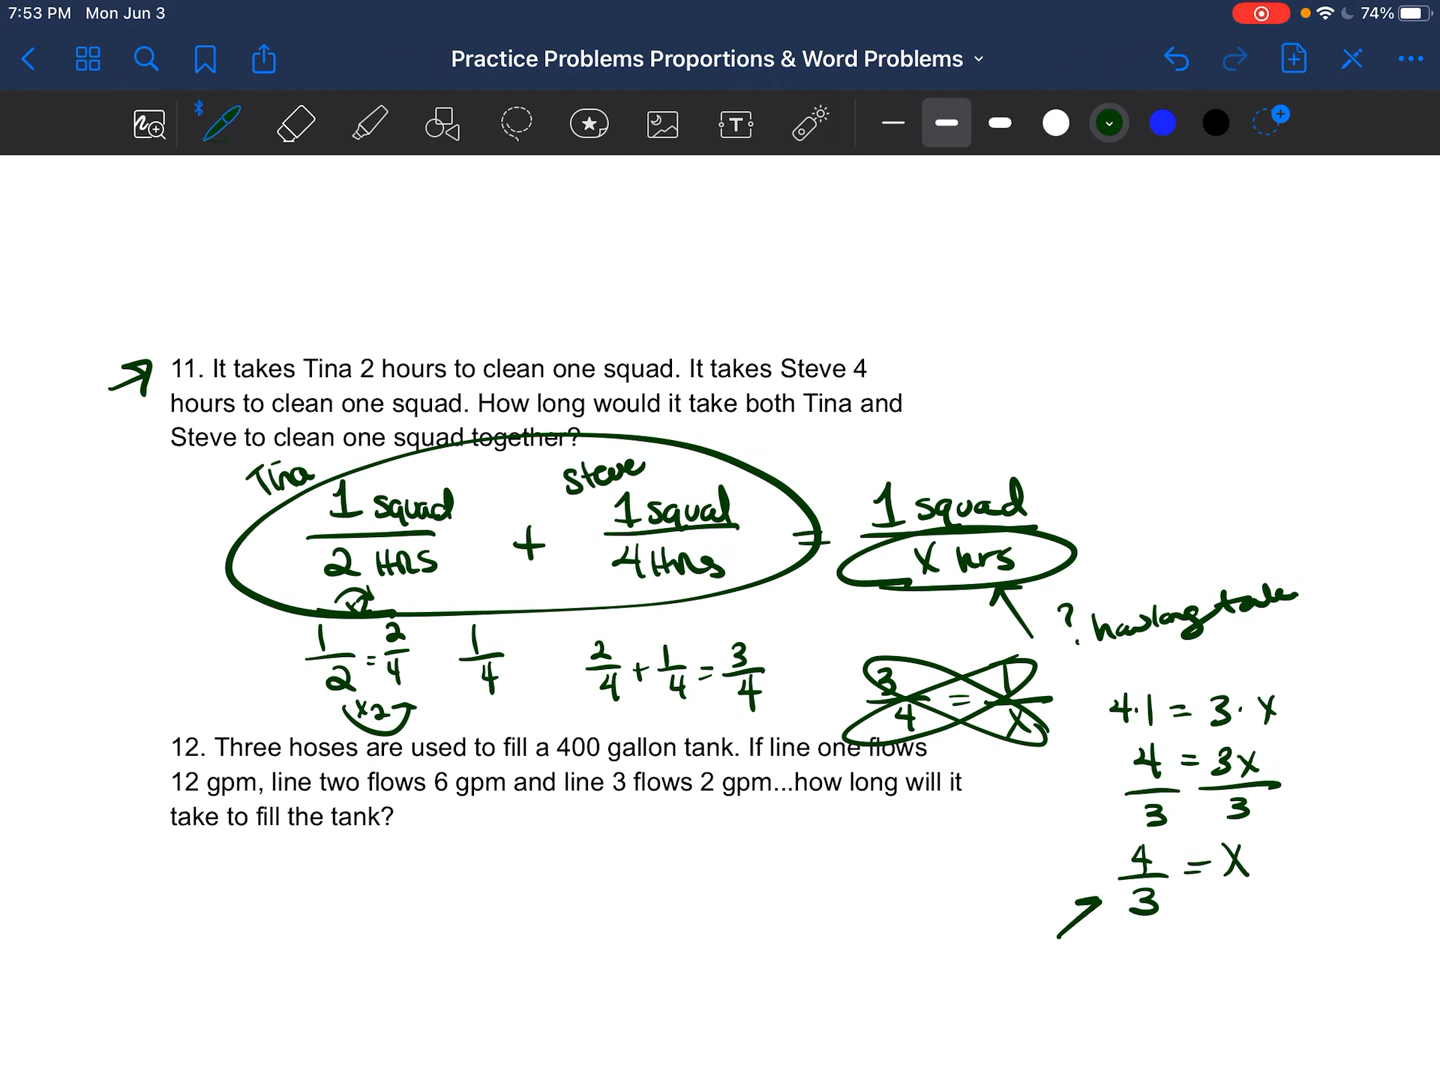 7:53 PM Mon Jun 3
74%
Practice Problems Proportions & Word Problems
11. It takes Tina 2 hours to clean one squad. It takes Steve 4
hours to clean one squad. How long would it take both Tina and
Steve to clean one squad together?
Tina Steve
1 squad / 2 HRS + 1 squad / 4 Hrs = 1 squad / x hrs
? how long take
1/2 = 2/4 1/4 2/4 + 1/4 = 3/4 3/4 = 1/x
x2
4·1 = 3·x
4/3 = 3x/3
4/3 = x
12. Three hoses are used to fill a 400 gallon tank. If line one flows
12 gpm, line two flows 6 gpm and line 3 flows 2 gpm...how long will it
take to fill the tank?